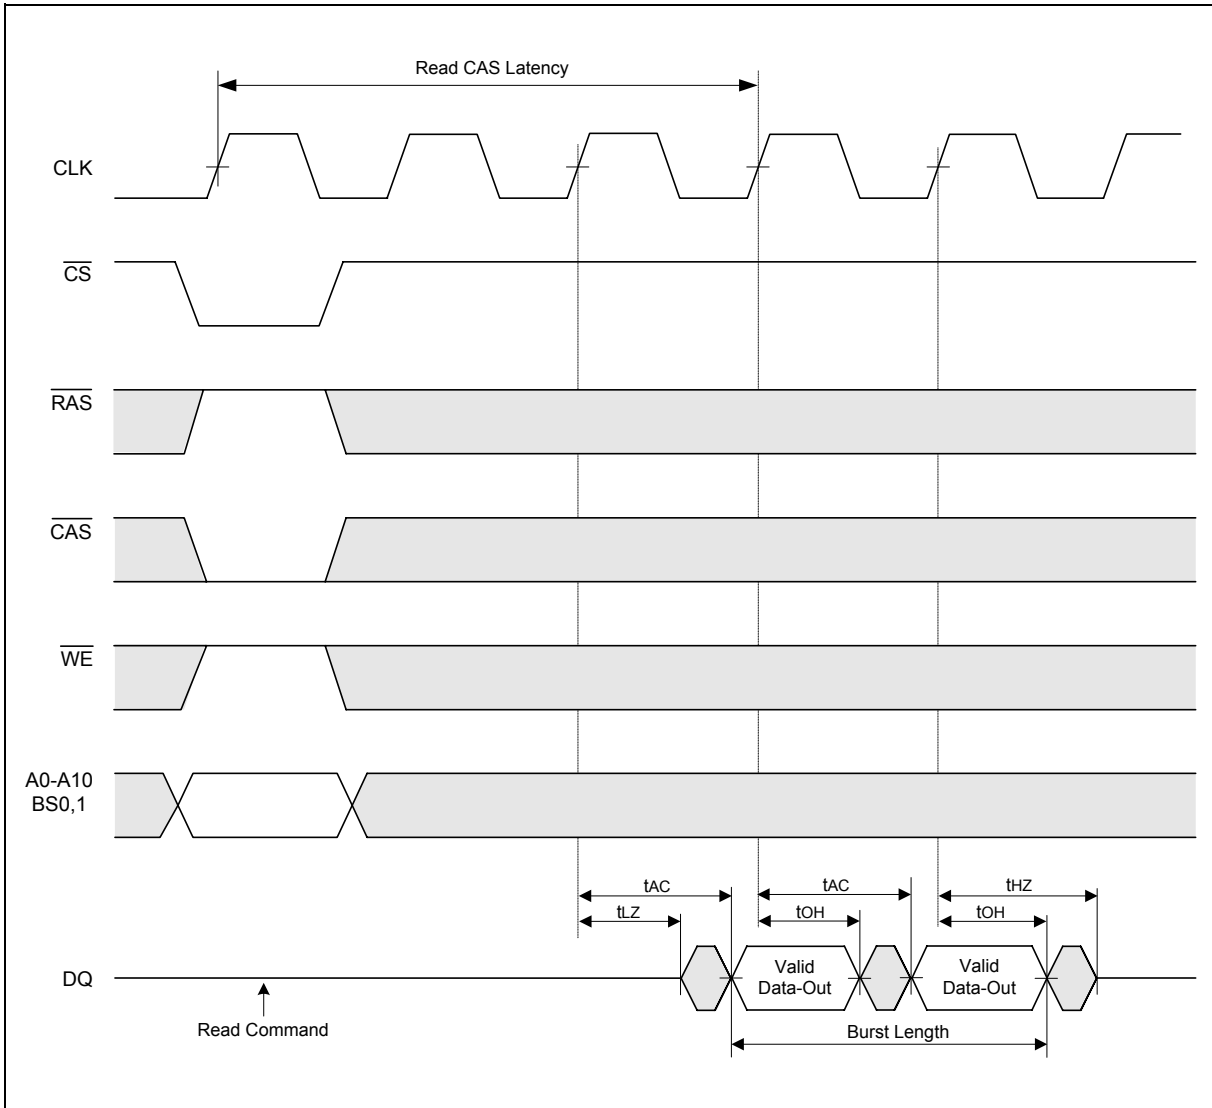 Read CAS Latency
CLK
CS
RAS
CAS
WE
A0-A10
BS0,1
tAC
tAC
tHZ
tLZ
tOH
tOH
DQ
Valid
Data-Out
Valid
Data-Out
Read Command
Burst Length